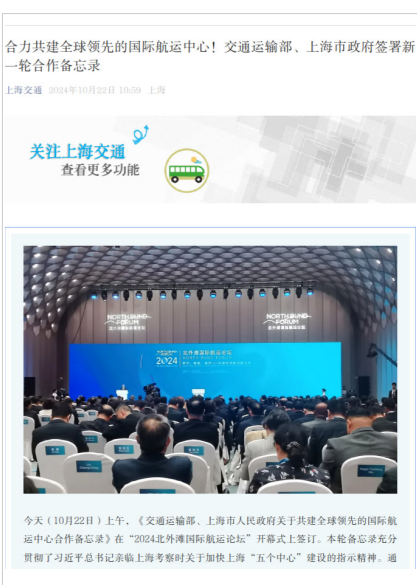 合力共建全球领先的国际航运中心！交通运输部、上海市政府签署新
一轮合作备忘录
上海交通 2024年10月22日 10:59 上海
关注上海交通
查看更多功能
NORTH BUND
FORUM
北外滩国际航运论坛
NORTH BUND
FORUM
北外滩国际航运论坛
2024
北外滩国际航运论坛
NORTH BUND FORUM
今天（10月22日）上午，《交通运输部、上海市人民政府关于共建全球领先的国际航
运中心合作备忘录》在“2024北外滩国际航运论坛”开幕式上签订。本轮备忘录充分
贯彻了习近平总书记亲临上海考察时关于加快上海“五个中心”建设的指示精神。通